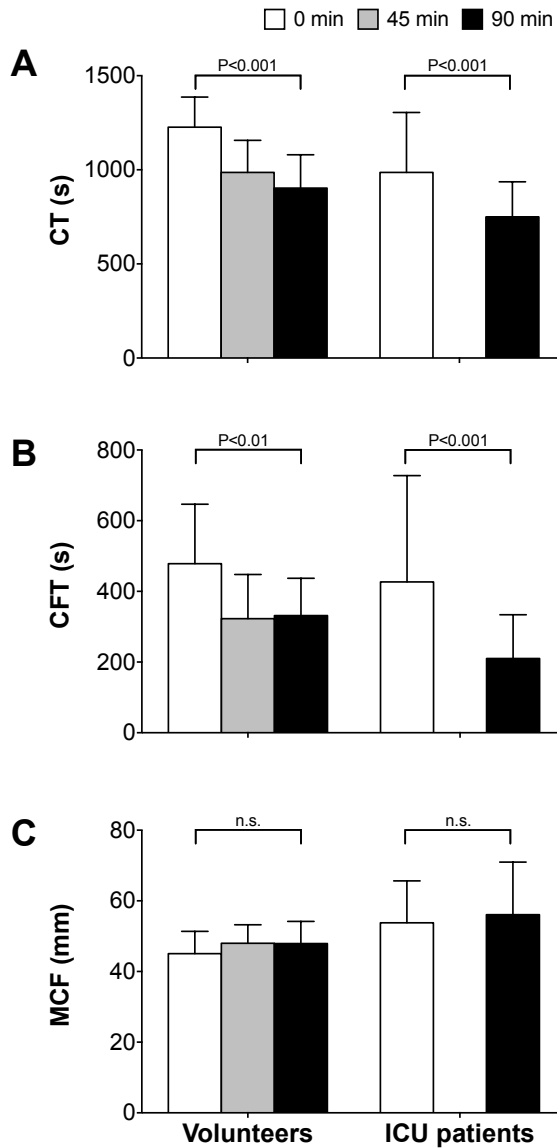 0 min 45 min 90 min
A
P<0.001 P<0.001
1500
1000
500
0
CT (s)
B
P<0.01 P<0.001
800
600
400
200
0
CFT (s)
C
n.s. n.s.
80
60
40
20
0
MCF (mm)
Volunteers ICU patients